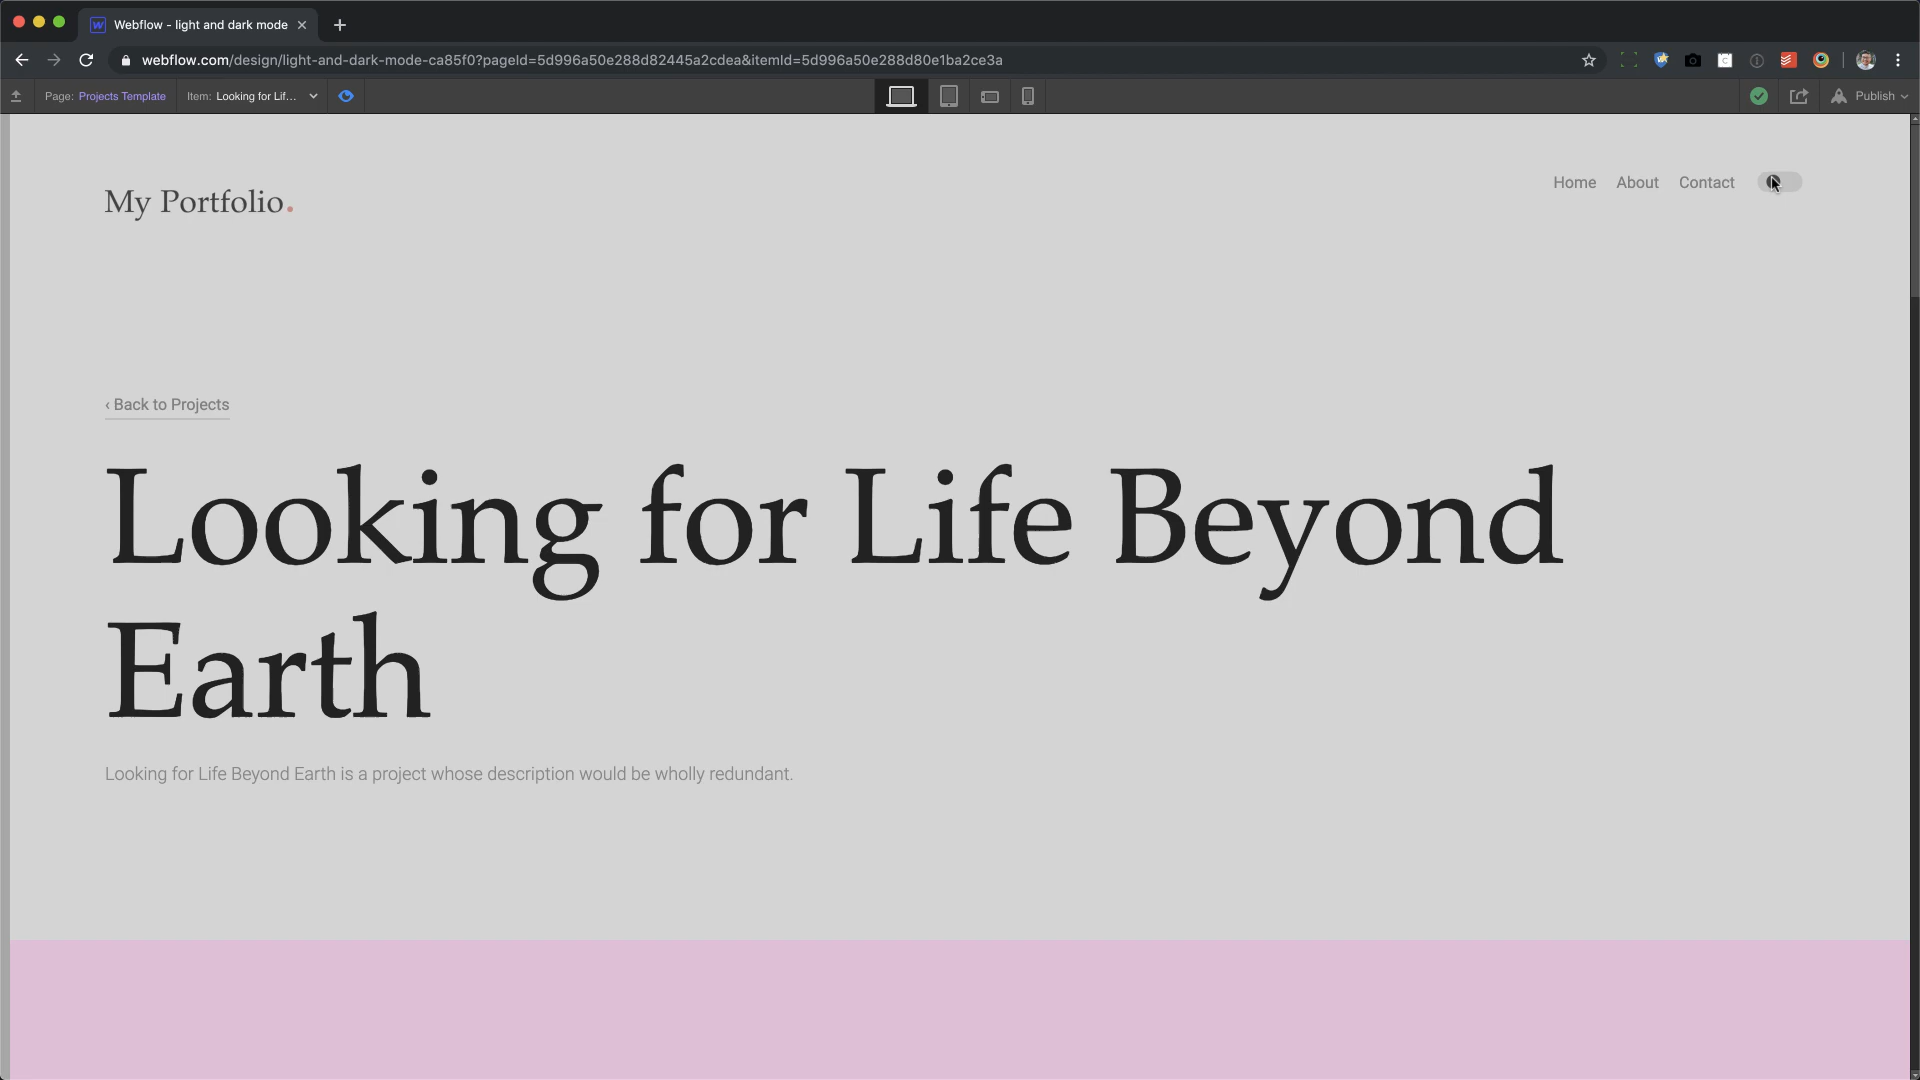 Webflow - light and dark mode
webflow.com/design/light-and-dark-mode-ca85f0?pageId=5d996a50e288d82445a2cdea&itemId=5d996a50e288d80e1ba2ce3a
Page: Projects Template Item: Looking for Lif... Publish
My Portfolio.
Home About Contact
‹ Back to Projects
Looking for Life Beyond
Earth
Looking for Life Beyond Earth is a project whose description would be wholly redundant.